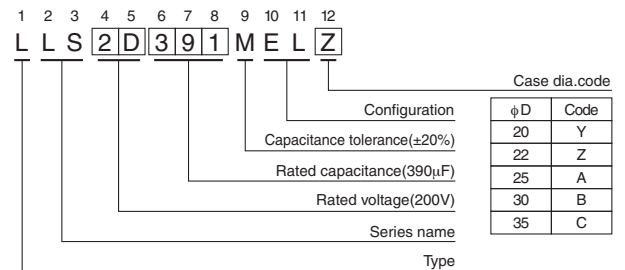 1 2 3 4 5 6 7 8 9 10 11 12
L L S 2 D 3 9 1 M E L Z
Case dia.code
Configuration
Capacitance tolerance(±20%)
Rated capacitance(390µF)
Rated voltage(200V)
Series name
Type
φD Code
20 Y
22 Z
25 A
30 B
35 C